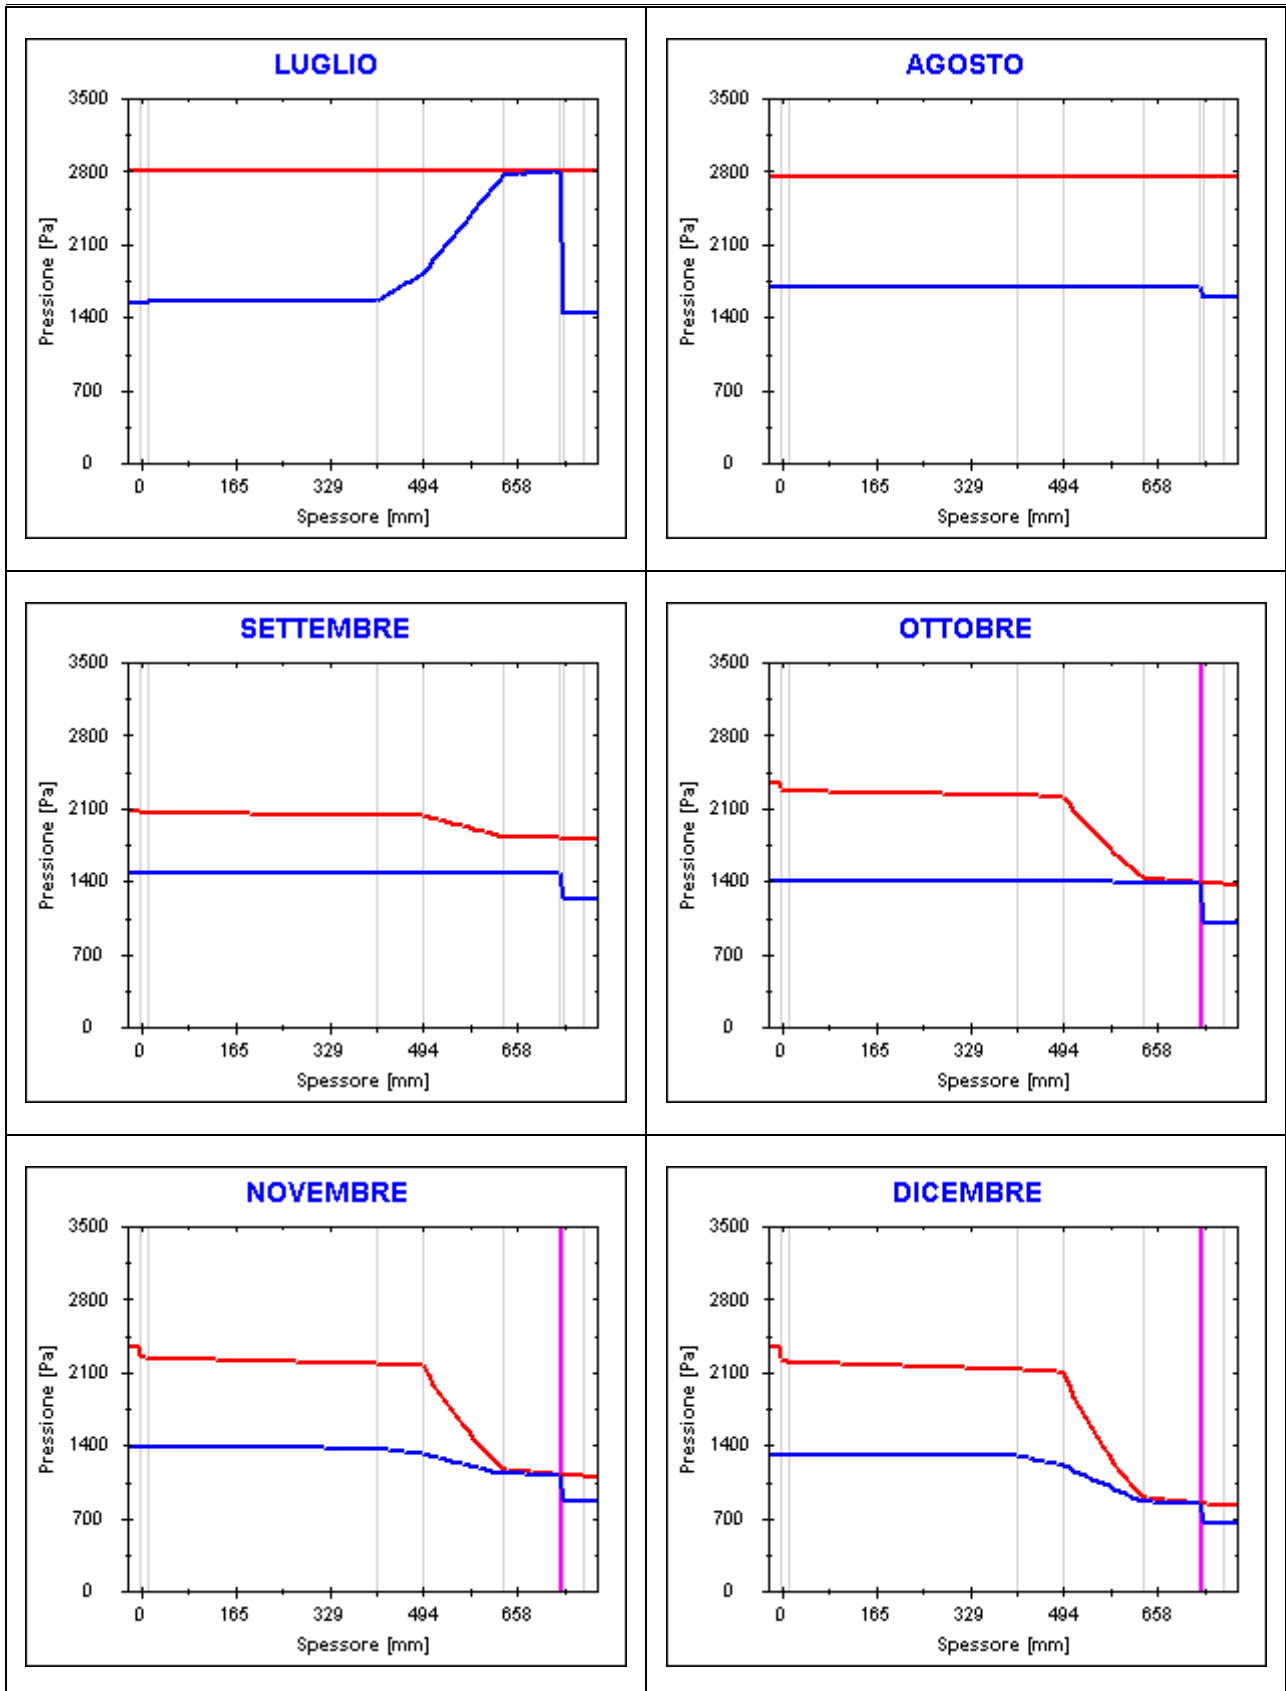 LUGLIO
3500
2800
2100
1400
700
0
Pressione [Pa]
0 165 329 494 658
Spessore [mm]
AGOSTO
3500
2800
2100
1400
700
0
Pressione [Pa]
0 165 329 494 658
Spessore [mm]
SETTEMBRE
3500
2800
2100
1400
700
0
Pressione [Pa]
0 165 329 494 658
Spessore [mm]
OTTOBRE
3500
2800
2100
1400
700
0
Pressione [Pa]
0 165 329 494 658
Spessore [mm]
NOVEMBRE
3500
2800
2100
1400
700
0
Pressione [Pa]
0 165 329 494 658
Spessore [mm]
DICEMBRE
3500
2800
2100
1400
700
0
Pressione [Pa]
0 165 329 494 658
Spessore [mm]